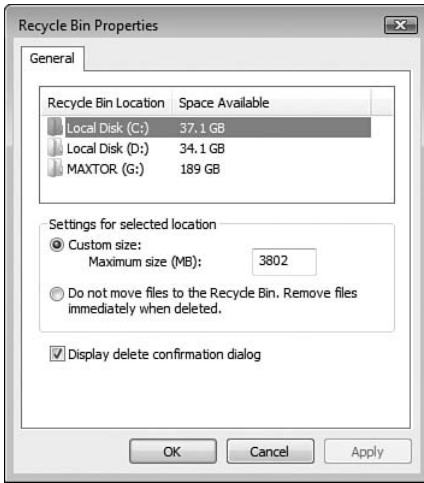 Recycle Bin Properties
General
Recycle Bin Location Space Available
Local Disk (C:) 37.1 GB
Local Disk (D:) 34.1 GB
MAXTOR (G:) 189 GB
Settings for selected location
Custom size:
Maximum size (MB): 3802
Do not move files to the Recycle Bin. Remove files
immediately when deleted.
Display delete confirmation dialog
OK Cancel Apply